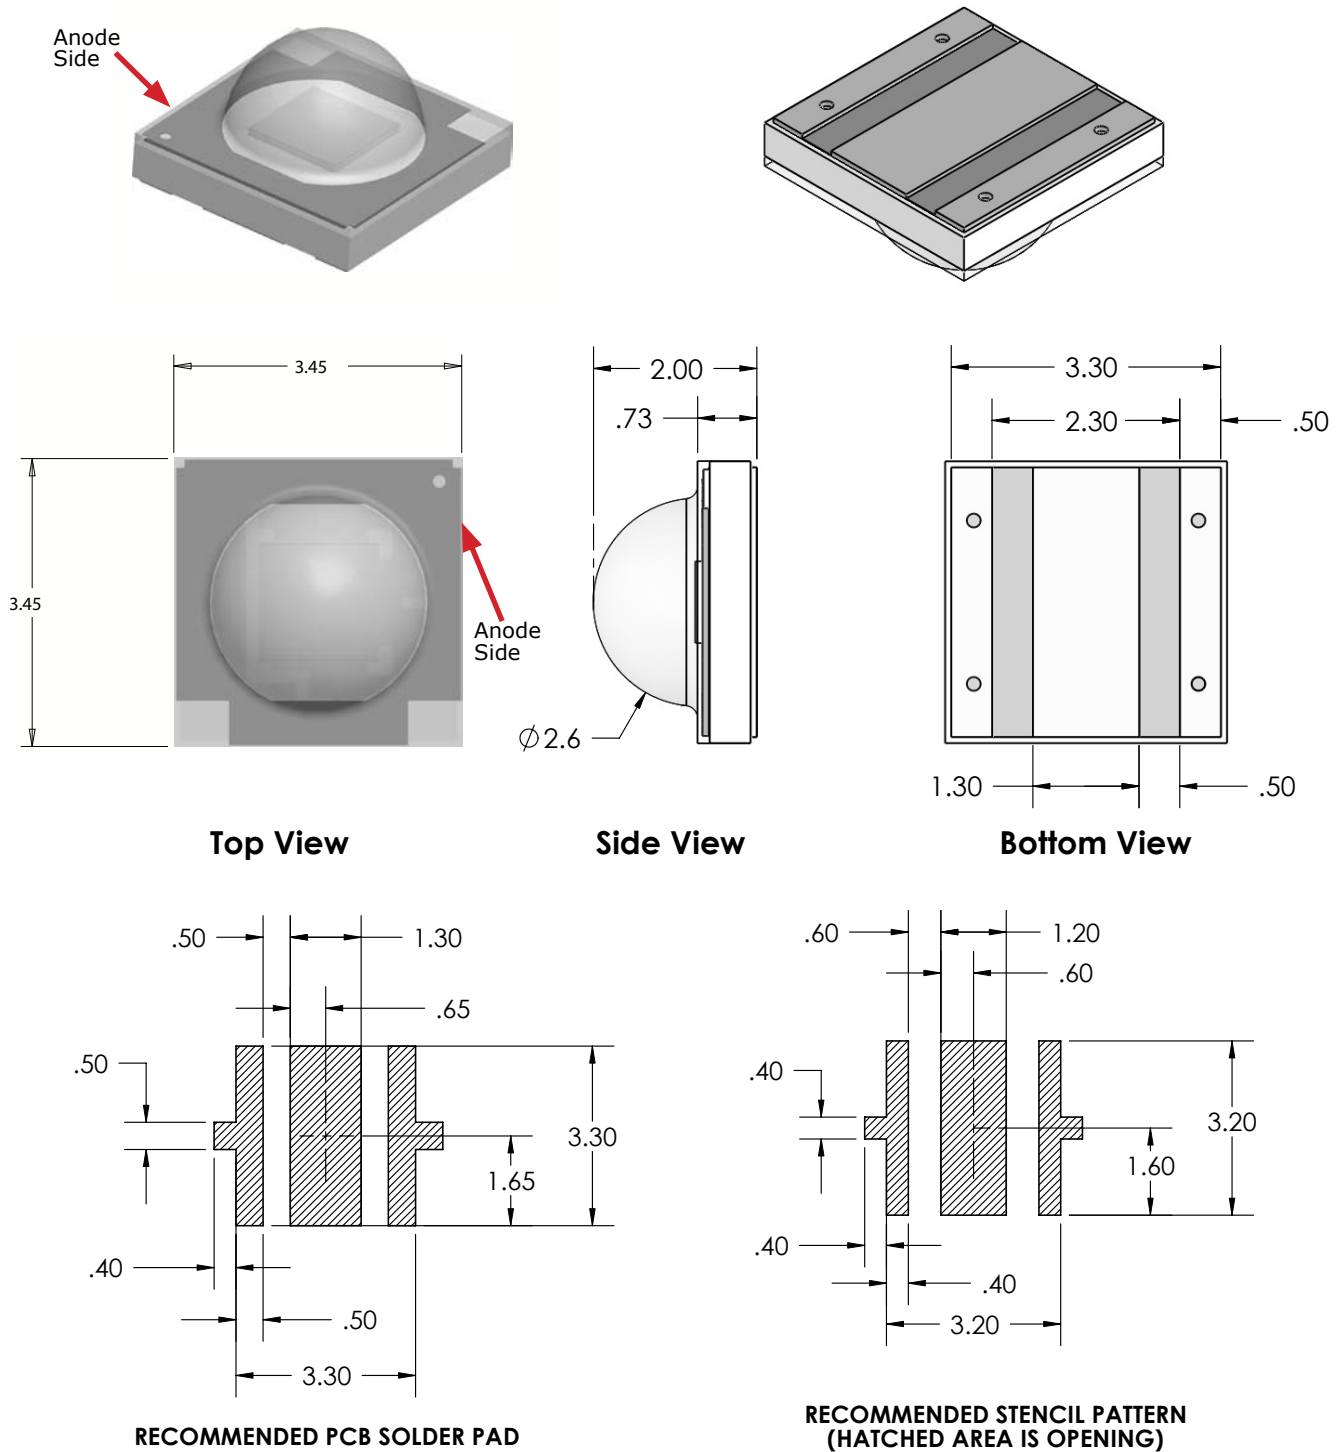 Anode
Side
3.45
3.45
Anode
Side
2.00
.73
Ø2.6
3.30
2.30
.50
1.30
.50
Top View
Side View
Bottom View
.50
1.30
.65
.50
3.30
1.65
.40
.50
3.30
RECOMMENDED PCB SOLDER PAD
.60
1.20
.60
.40
3.20
1.60
.40
.40
3.20
RECOMMENDED STENCIL PATTERN
(HATCHED AREA IS OPENING)